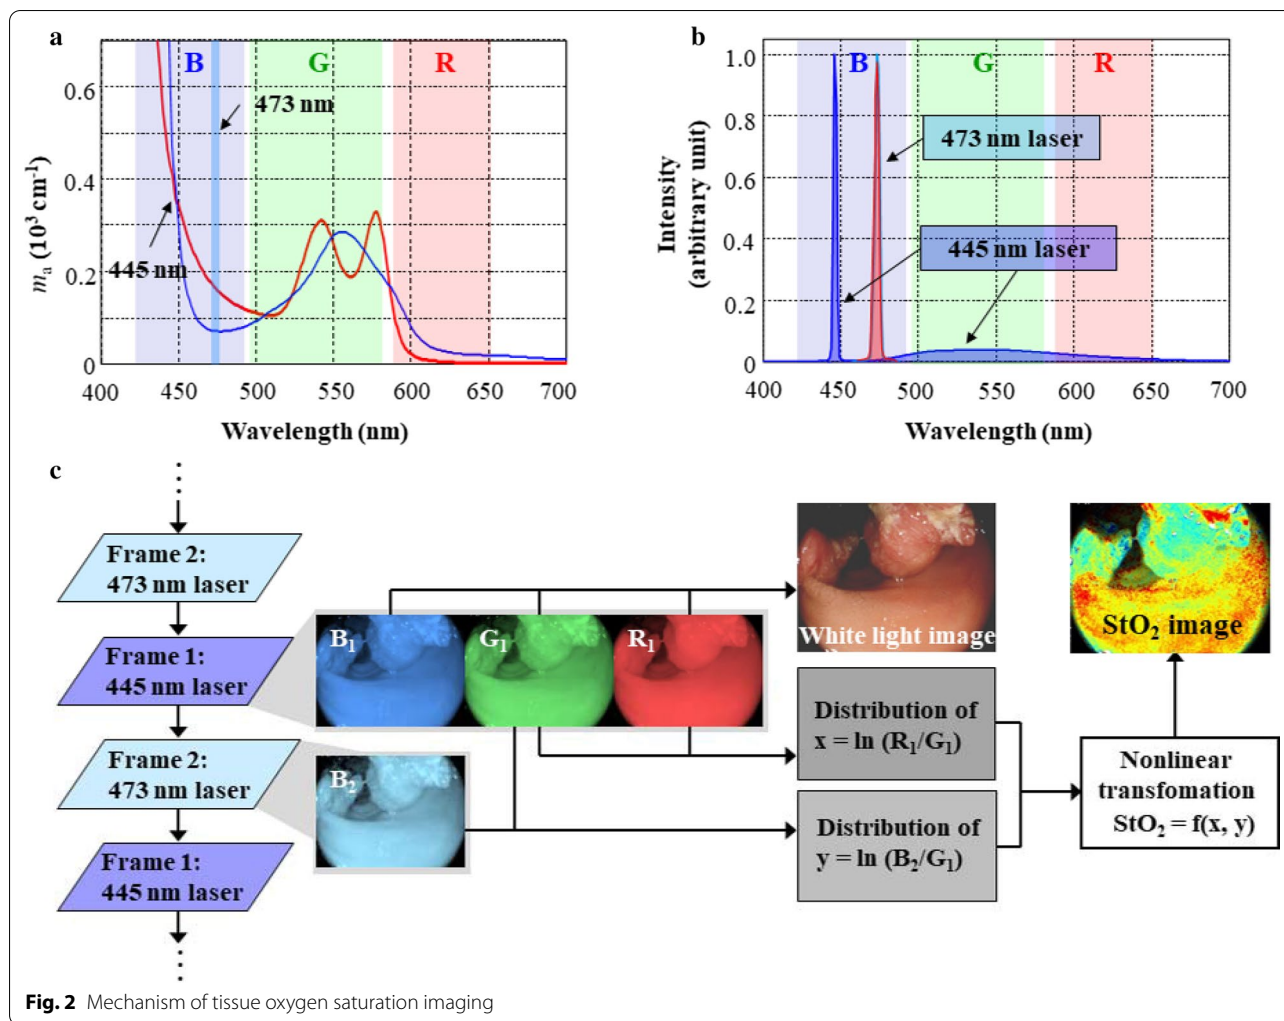 a
B
G
R
473 nm
445 nm
0.6
0.4
0.2
0
400
450
500
550
600
650
700
mₐ (10³ cm⁻¹)
Wavelength (nm)
b
B
G
R
473 nm laser
445 nm laser
1.0
0.8
0.6
0.4
0.2
0
400
450
500
550
600
650
700
Intensity
(arbitrary unit)
Wavelength (nm)
c
Frame 2:
473 nm laser
Frame 1:
445 nm laser
Frame 2:
473 nm laser
Frame 1:
445 nm laser
B₁
G₁
R₁
B₂
White light image
Distribution of
x = ln (R₁/G₁)
Distribution of
y = ln (B₂/G₁)
StO₂ image
Nonlinear
transfomation
StO₂ = f(x, y)
Fig. 2 Mechanism of tissue oxygen saturation imaging